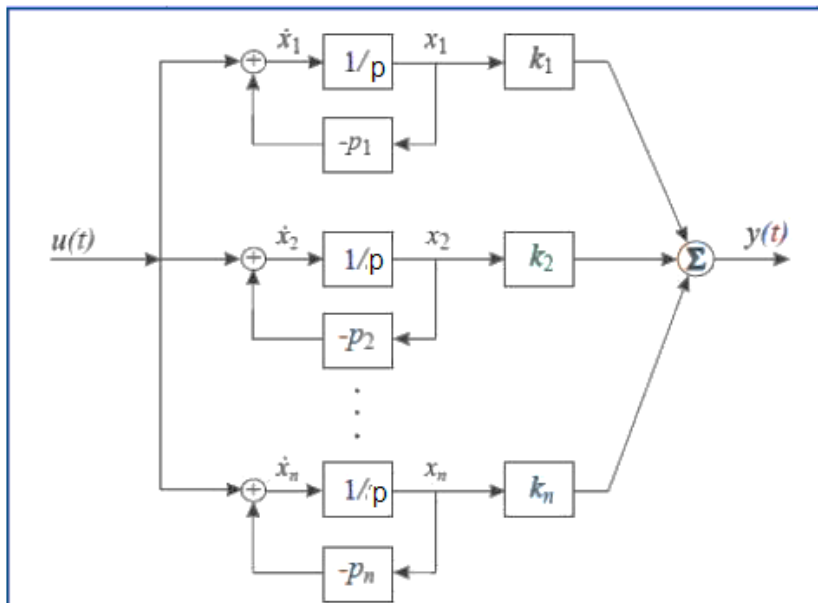 ẋ₁ 1/p x₁ k₁
-p₁
u(t) ẋ₂ 1/p x₂ k₂ Σ y(t)
-p₂
ẋₙ 1/p xₙ kₙ
-pₙ